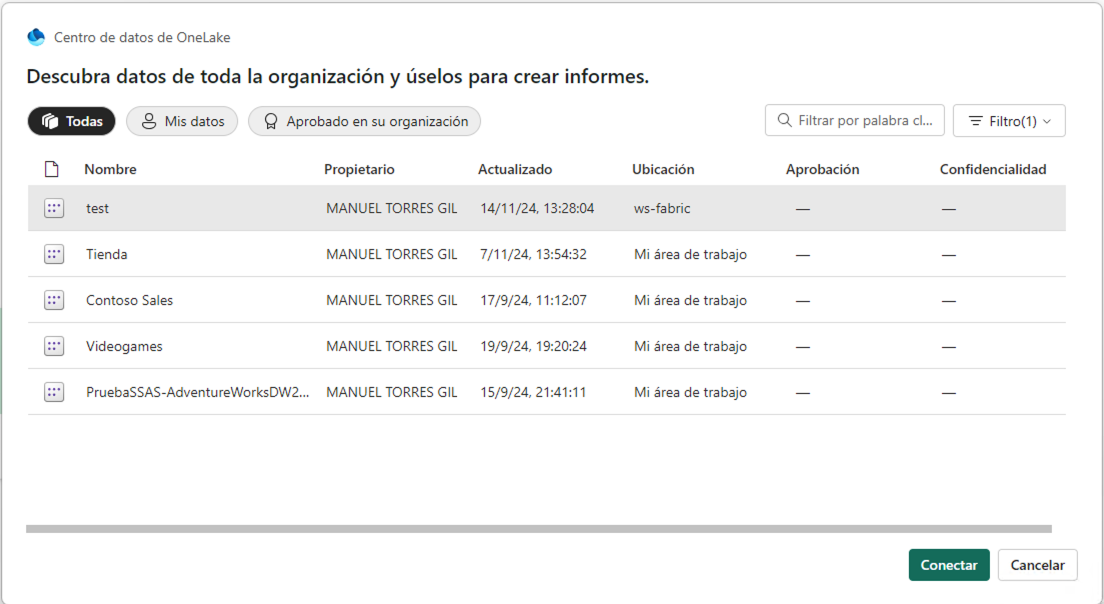 Centro de datos de OneLake
Descubra datos de toda la organización y úselos para crear informes.
Todas Mis datos Aprobado en su organización Filtrar por palabra cl... Filtro(1)
Nombre Propietario Actualizado Ubicación Aprobación Confidencialidad
test MANUEL TORRES GIL 14/11/24, 13:28:04 ws-fabric — —
Tienda MANUEL TORRES GIL 7/11/24, 13:54:32 Mi área de trabajo — —
Contoso Sales MANUEL TORRES GIL 17/9/24, 11:12:07 Mi área de trabajo — —
Videogames MANUEL TORRES GIL 19/9/24, 19:20:24 Mi área de trabajo — —
PruebaSSAS-AdventureWorksDW2... MANUEL TORRES GIL 15/9/24, 21:41:11 Mi área de trabajo — —
Conectar Cancelar